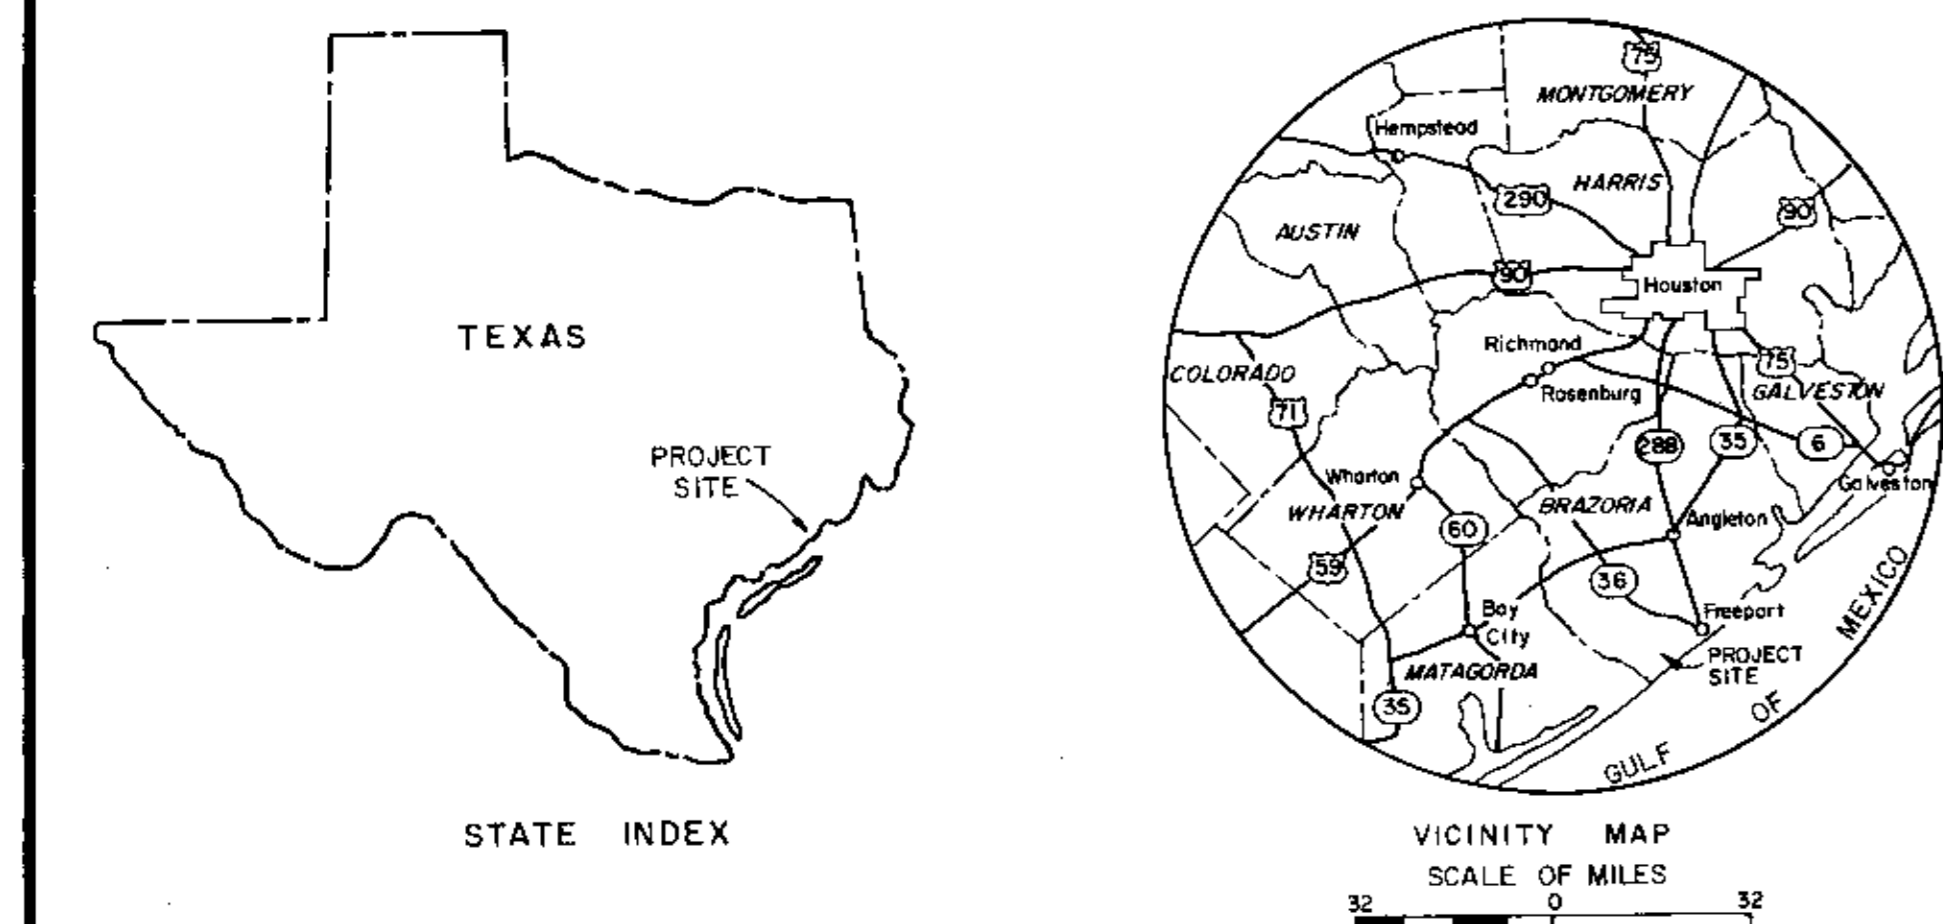 TEXAS
PROJECT
SITE
STATE INDEX
75
MONTGOMERY
Hempstead
HARRIS
290
90
AUSTIN
90
Houston
Richmond
75
COLORADO
Rosenburg
GALVESTON
71
288
35
6
Wharton
Galveston
WHARTON
BRAZORIA
Angleton
60
59
36
MEXICO
Bay
City
Freeport
PROJECT
SITE
MATAGORDA
35
OF
GULF
VICINITY MAP
SCALE OF MILES
32 0 32